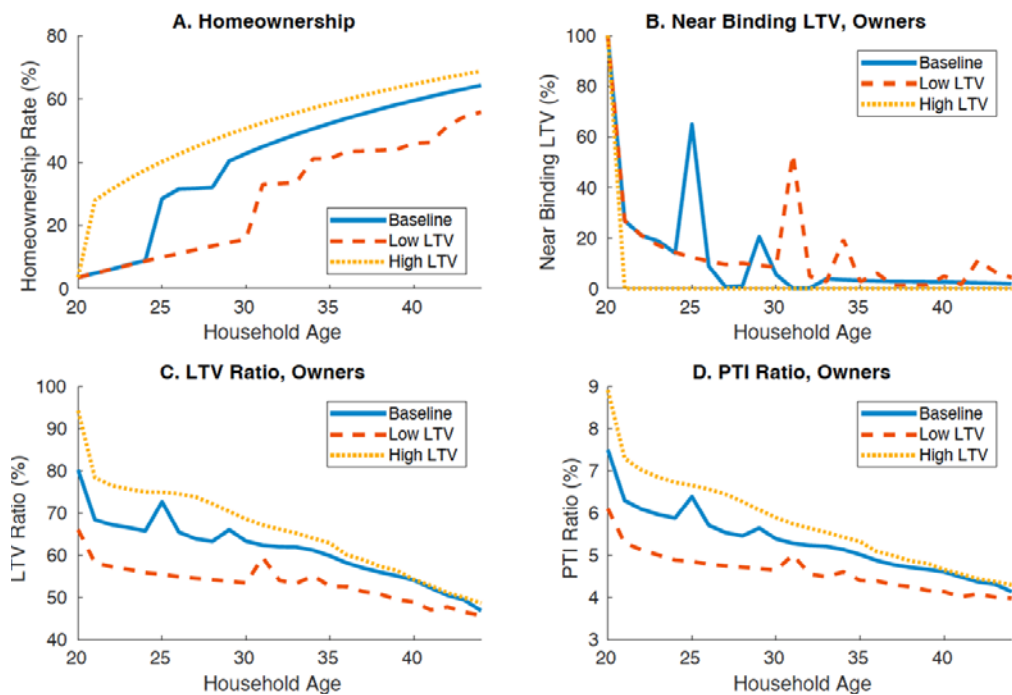 A. Homeownership
80
60
40
20
0
20 25 30 35 40
Homeownership Rate (%)
Household Age
Baseline
Low LTV
High LTV
B. Near Binding LTV, Owners
100
80
60
40
20
0
20 25 30 35 40
Near Binding LTV (%)
Household Age
Baseline
Low LTV
High LTV
C. LTV Ratio, Owners
100
90
80
70
60
50
40
20 25 30 35 40
LTV Ratio (%)
Household Age
Baseline
Low LTV
High LTV
D. PTI Ratio, Owners
9
8
7
6
5
4
3
20 25 30 35 40
PTI Ratio (%)
Household Age
Baseline
Low LTV
High LTV